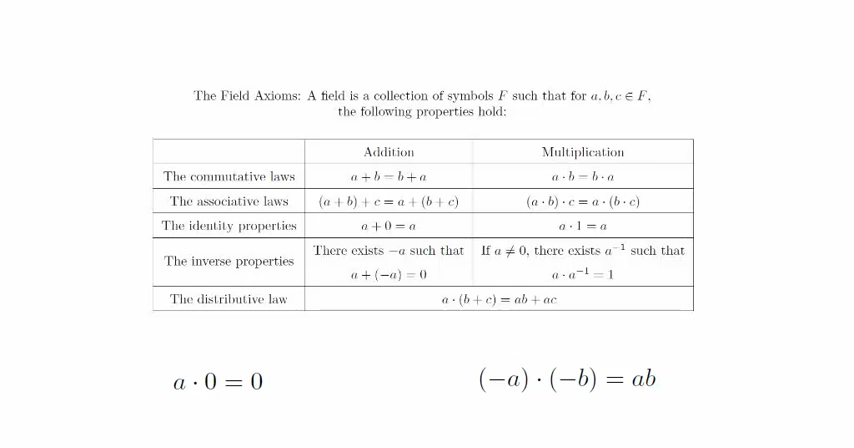 The Field Axioms: A field is a collection of symbols F such that for a, b, c ∈ F,
the following properties hold:
Addition Multiplication
The commutative laws a + b = b + a a · b = b · a
The associative laws (a + b) + c = a + (b + c) (a · b) · c = a · (b · c)
The identity properties a + 0 = a a · 1 = a
The inverse properties There exists −a such that If a ≠ 0, there exists a⁻¹ such that
a + (−a) = 0 a · a⁻¹ = 1
The distributive law a · (b + c) = ab + ac
a · 0 = 0 (−a) · (−b) = ab